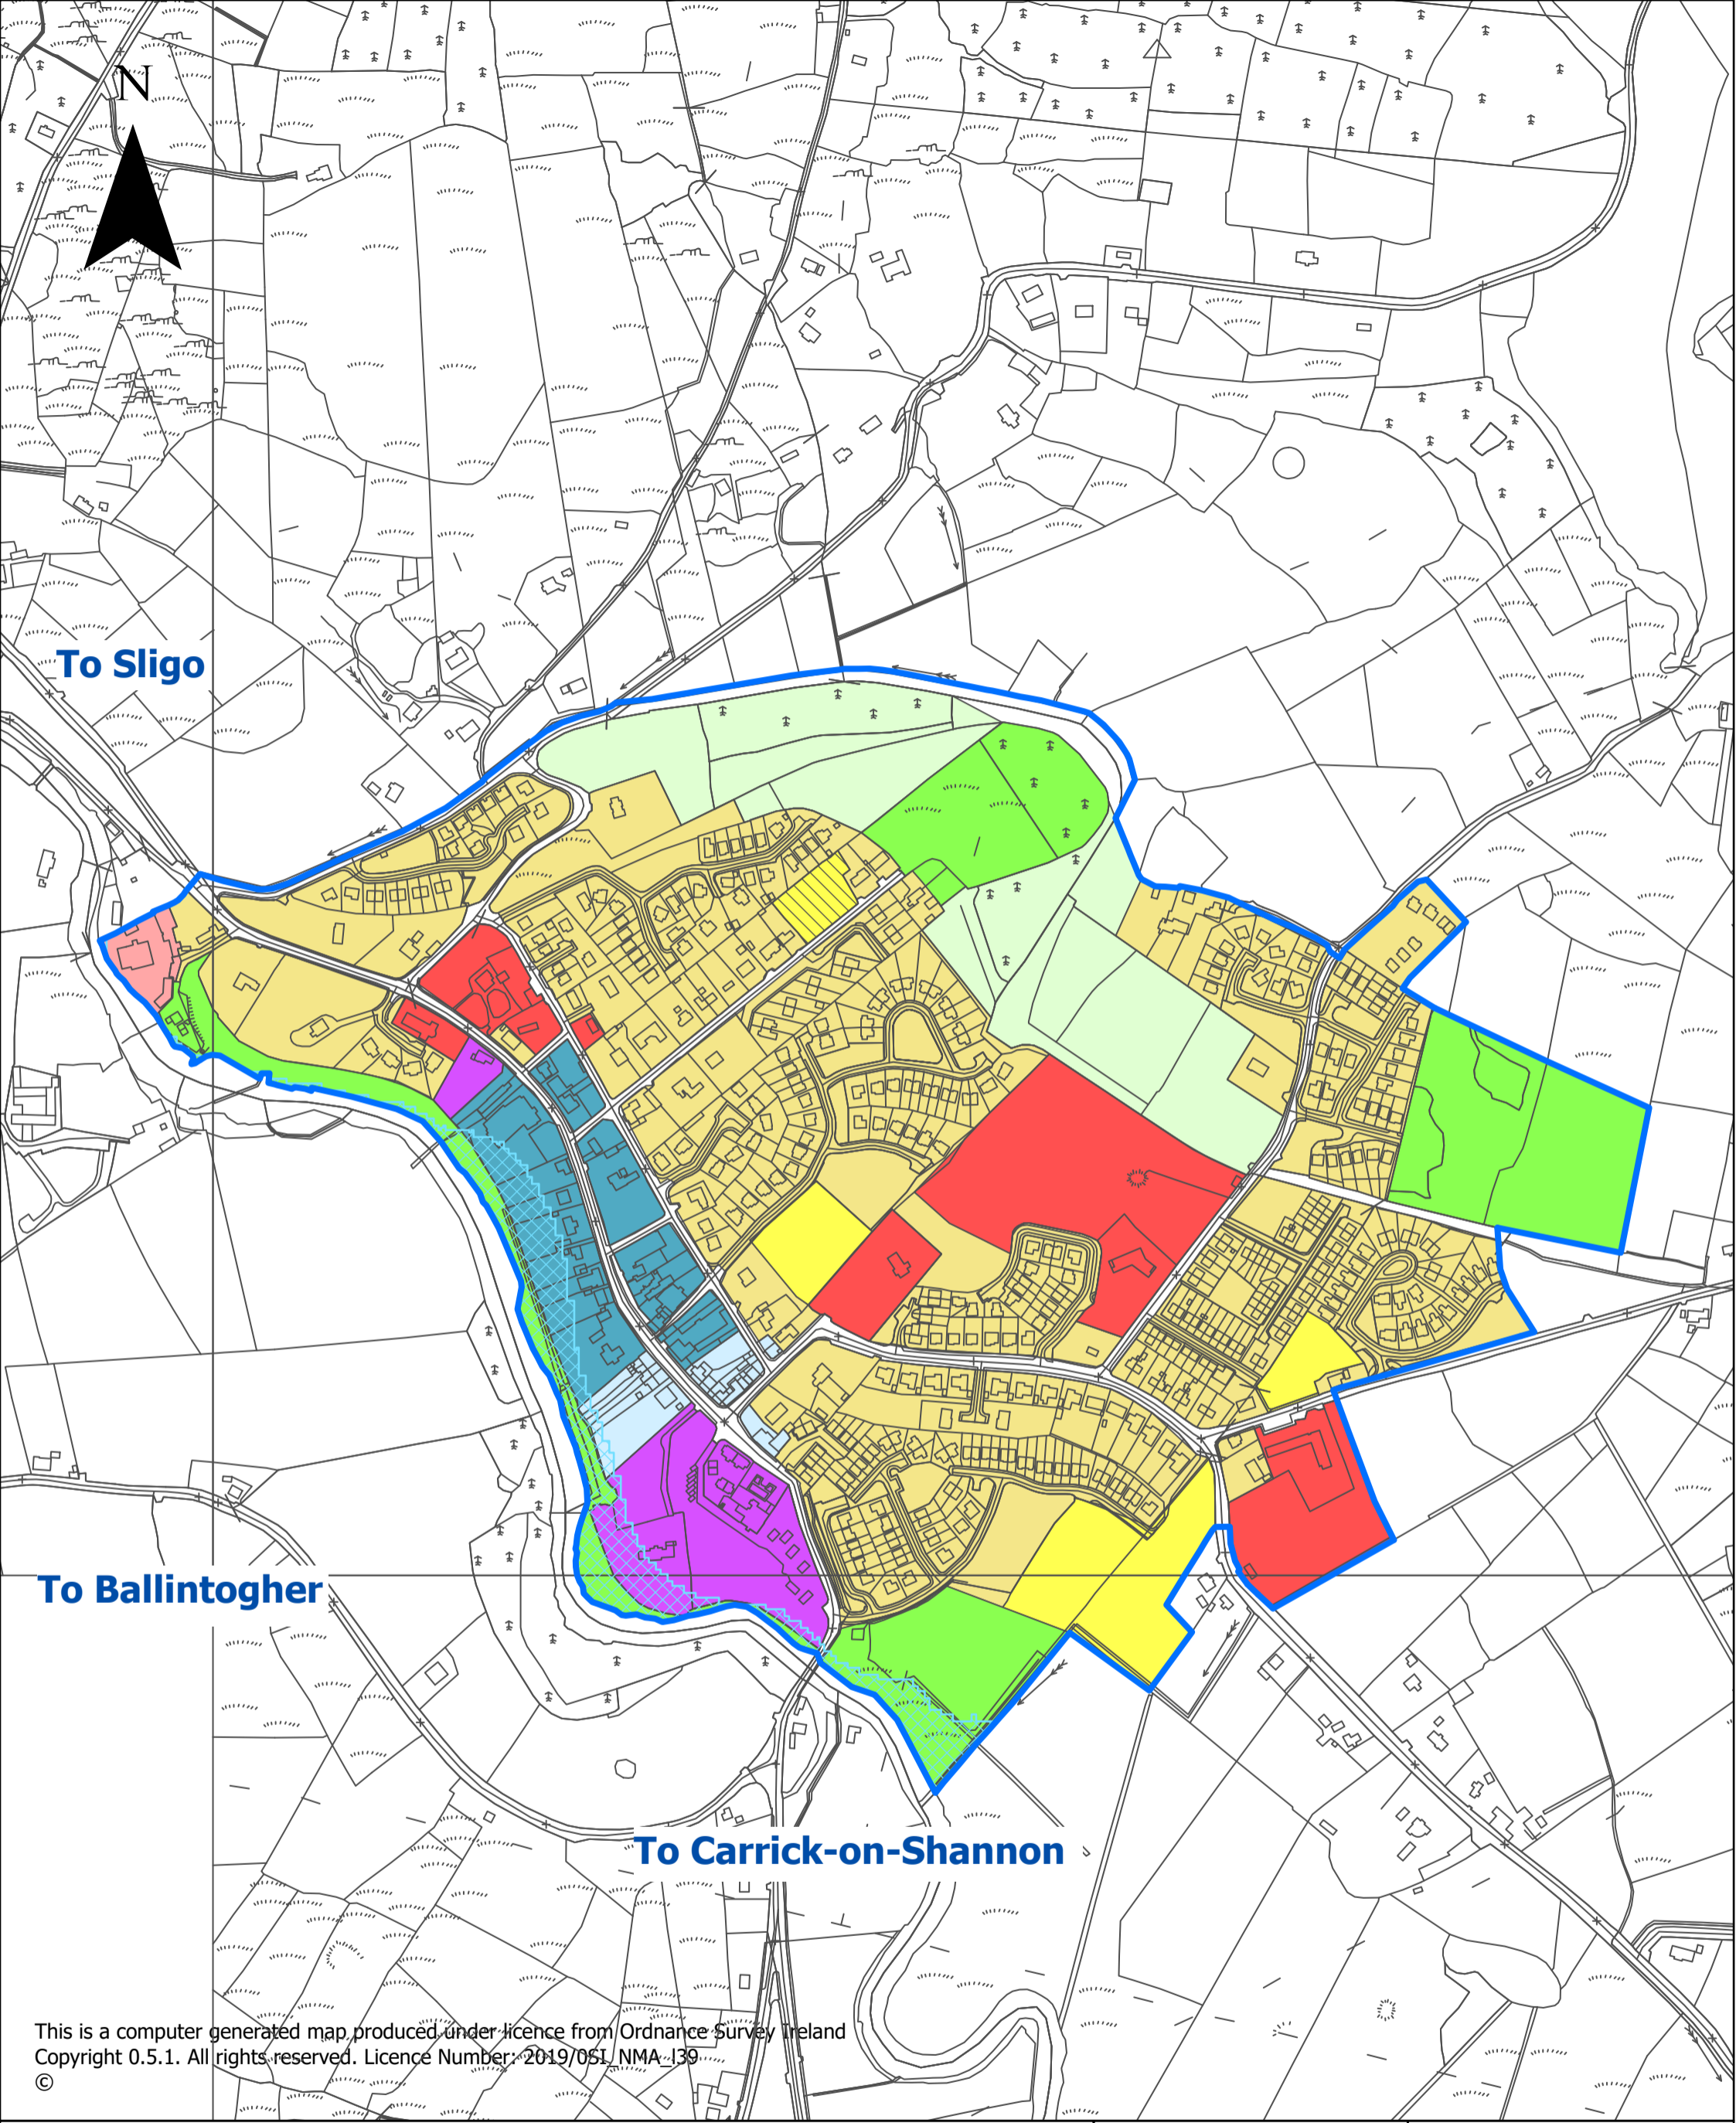 N
To Sligo
To Ballintogher
To Carrick-on-Shannon
This is a computer generated map produced under licence from Ordnance Survey Ireland
Copyright 0.5.1. All rights reserved. Licence Number: 2019/0SI_NMA_l39
©